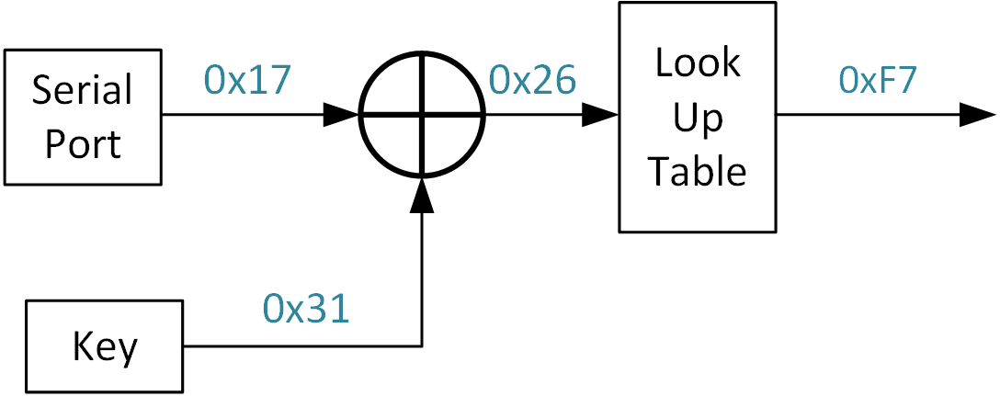 Serial
Port
0x17
0x26
Look
Up
Table
0xF7
Key
0x31